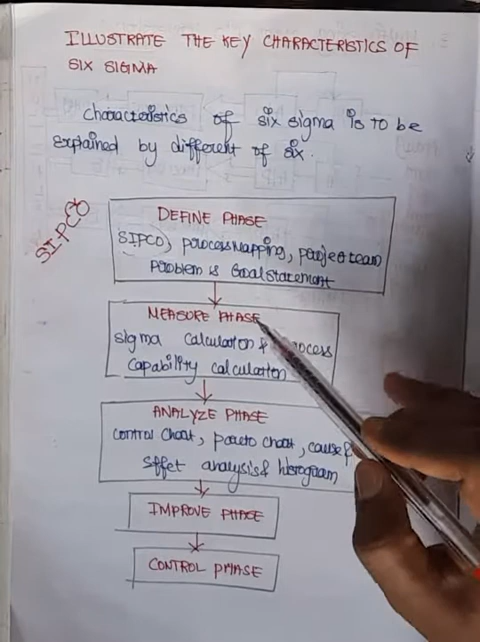 ILLUSTRATE THE KEY CHARACTERISTICS OF
SIX SIGMA
Characteristics of six sigma is to be
explained by different of six.
SI-PCO
DEFINE PHASE
SIPCO, processMapping, project team
Problem is Goal statement
MEASURE PHASE
Sigma calculation & process
capability calculation
ANALYZE PHASE
control chart, pareto chart, cause &
effet analysis & histogram
IMPROVE PHASE
CONTROL PHASE